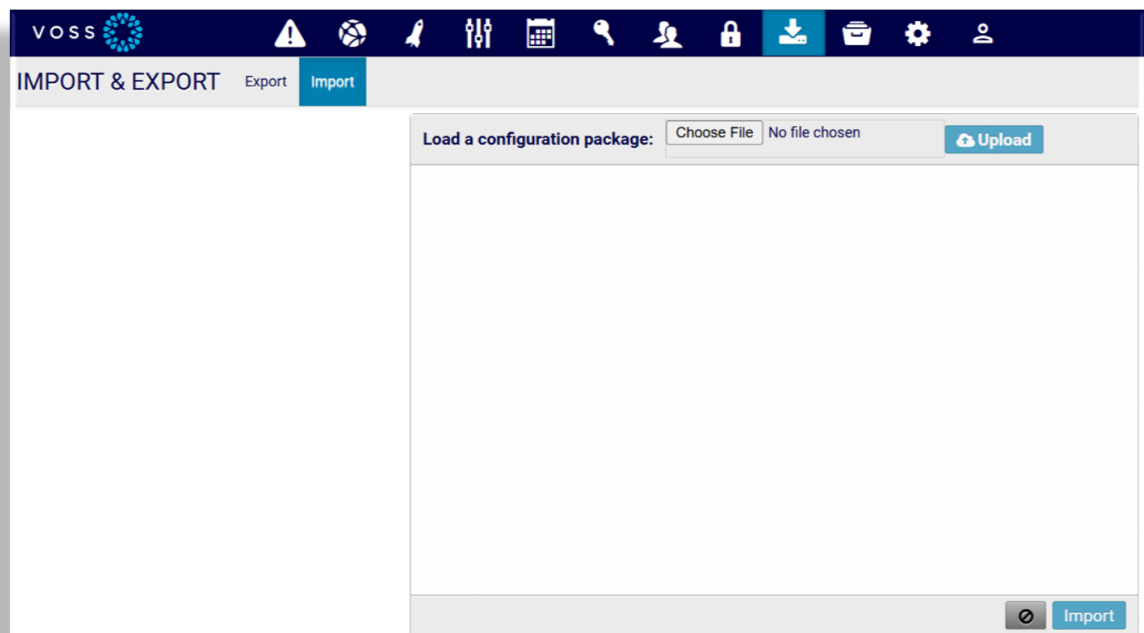 VOSS
IMPORT & EXPORT Export Import
Load a configuration package: Choose File No file chosen Upload
Import